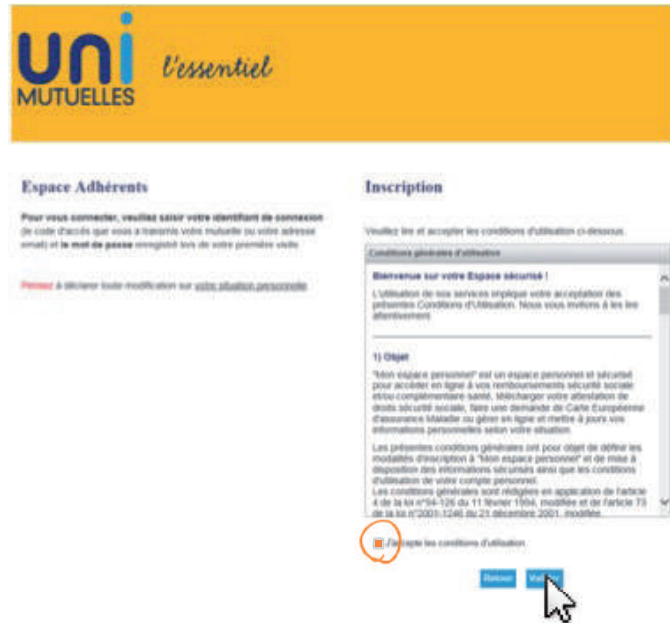 uni
MUTUELLES
l'essentiel
Espace Adhérents
Pour vous connecter, veuillez saisir votre identifiant de connexion
(le code d'accès que vous a transmis votre mutuelle ou votre adresse
email) et le mot de passe enregistré lors de votre première visite
Pensez à déclarer toute modification sur votre situation personnelle
Inscription
Veuillez lire et accepter les conditions d'utilisation ci-dessous.
Conditions générales d'utilisation
Bienvenue sur votre Espace sécurisé !
L'utilisation de nos services implique votre acceptation des
présentes Conditions d'Utilisation. Nous vous invitons à les lire
attentivement
1) Objet
"Mon espace personnel" est un espace personnel et sécurisé
pour accéder en ligne à vos remboursements sécurité sociale
et/ou complémentaire santé, télécharger votre attestation de
droits sécurité sociale, faire une demande de Carte Européenne
d'assurance Maladie ou gérer en ligne et mettre à jours vos
informations personnelles selon votre situation.
Les présentes conditions générales ont pour objet de définir les
modalités d'inscription à "Mon espace personnel" et de mise à
disposition des informations sécurisés ainsi que les conditions
d'utilisation de votre compte personnel.
Les conditions générales sont rédigées en application de l'article
4 de la loi n°94-126 du 11 février 1994, modifiée et de l'article 73
de la loi n°2001-1246 du 21 décembre 2001, modifiée.
J'accepte les conditions d'utilisation
Retour
Valider